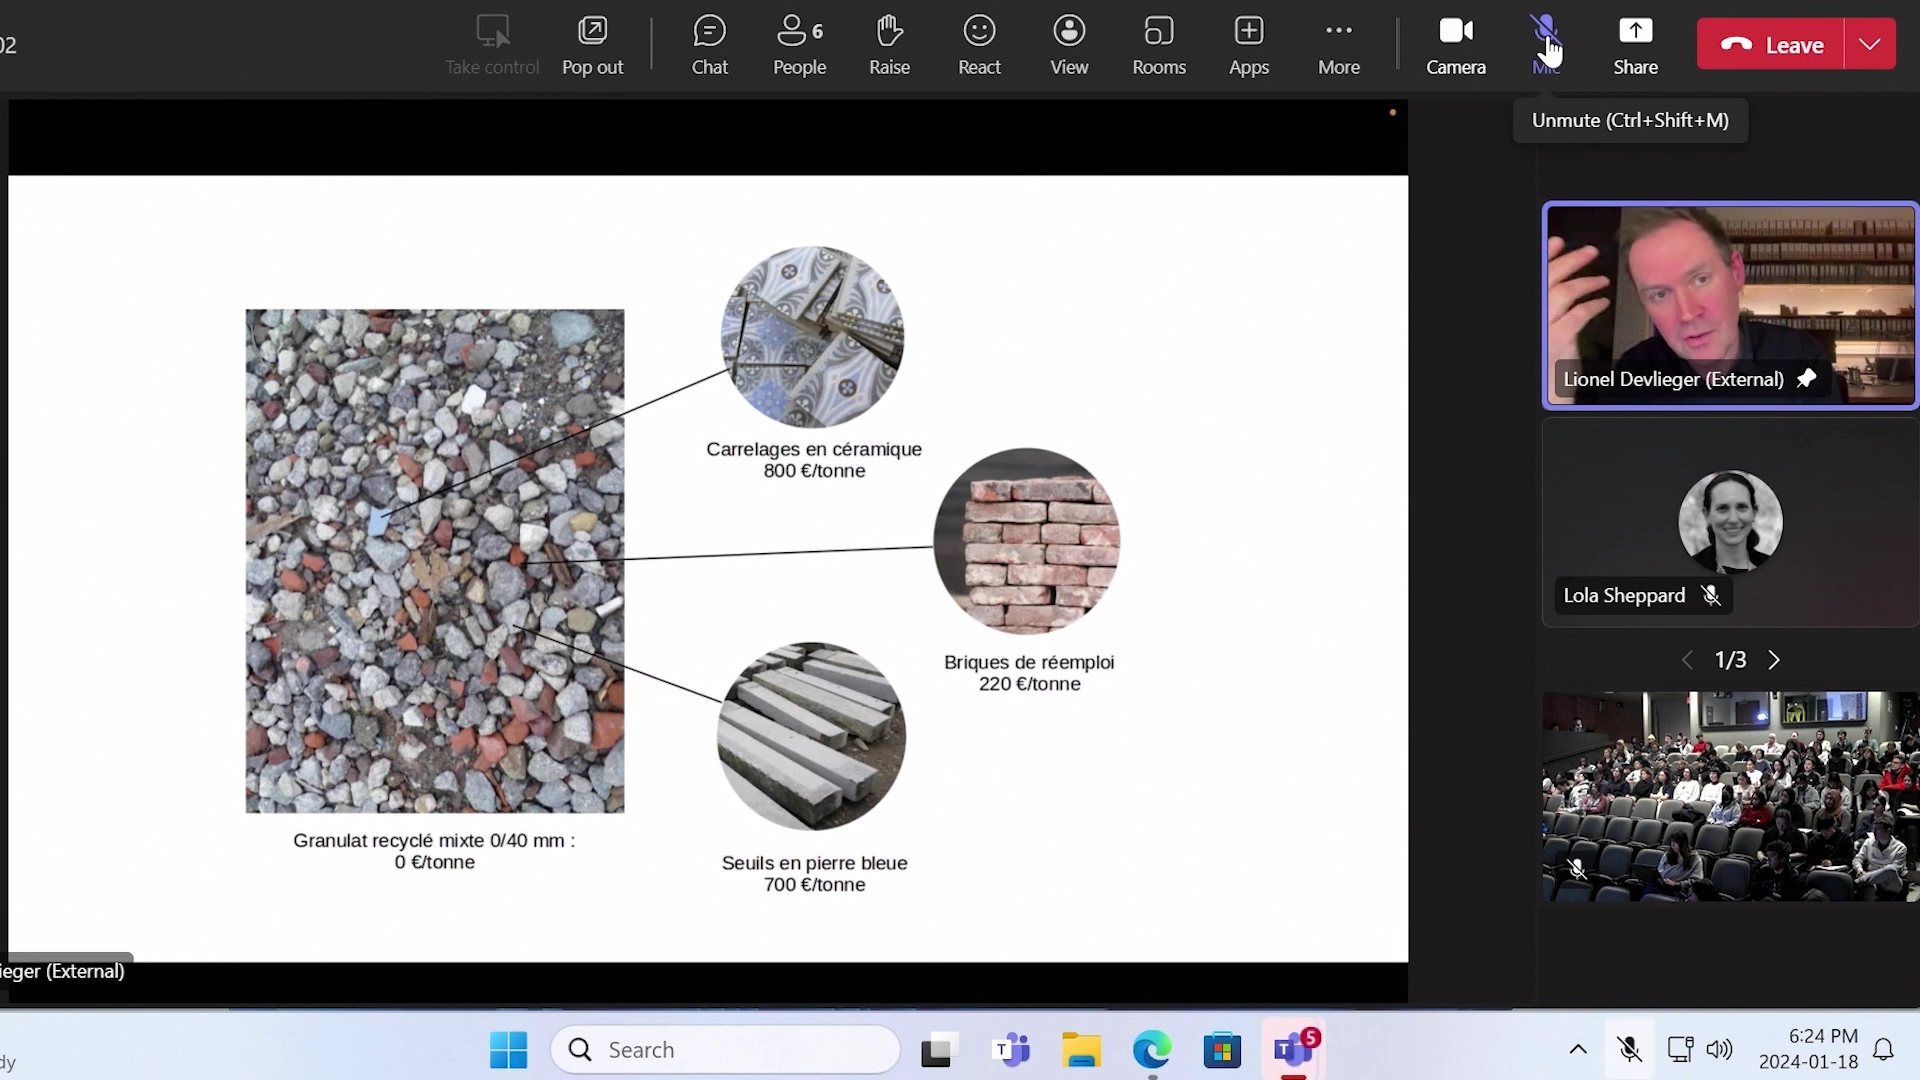 02
Take control
Pop out
Chat
People
6
Raise
React
View
Rooms
Apps
More
Camera
Mic
Share
Leave
Unmute (Ctrl+Shift+M)
Lionel Devlieger (External)
Lola Sheppard
1/3
Carrelages en céramique
800 €/tonne
Briques de réemploi
220 €/tonne
Seuils en pierre bleue
700 €/tonne
Granulat recyclé mixte 0/40 mm :
0 €/tonne
ieger (External)
dy
Search
T
T
5
6:24 PM
2024-01-18